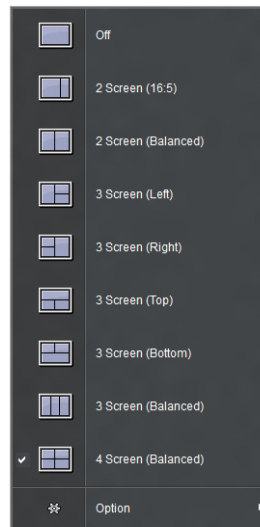 Off
2 Screen (16:5)
2 Screen (Balanced)
3 Screen (Left)
3 Screen (Right)
3 Screen (Top)
3 Screen (Bottom)
3 Screen (Balanced)
4 Screen (Balanced)
Option